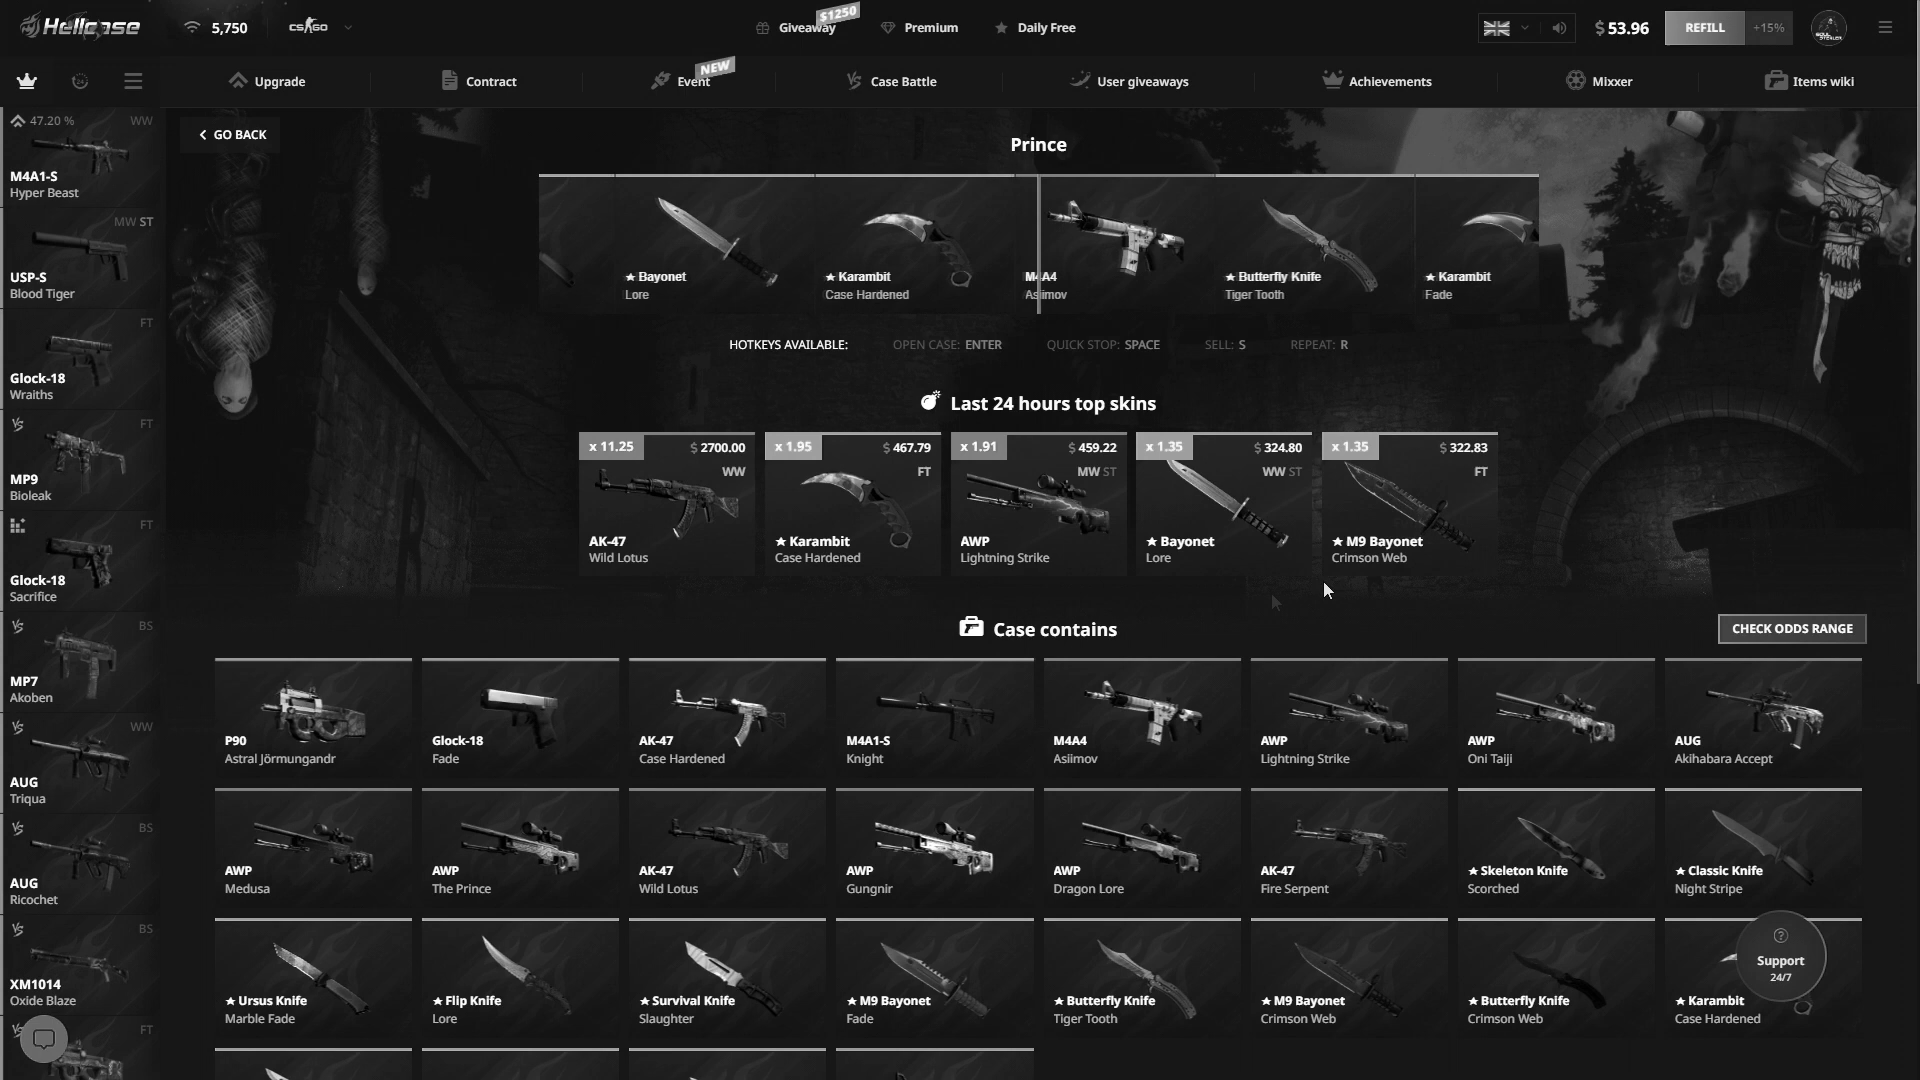 Hellcase
5,750
CS:GO
Giveaway
$1250
Premium
Daily Free
$ 53.96
REFILL
+15%
Upgrade
Contract
Event
NEW
Case Battle
User giveaways
Achievements
Mixxer
Items wiki
47.20 %
WW
M4A1-S
Hyper Beast
MW ST
USP-S
Blood Tiger
FT
Glock-18
Wraiths
VS
FT
MP9
Bioleak
FT
Glock-18
Sacrifice
VS
BS
MP7
Akoben
VS
WW
AUG
Triqua
VS
BS
AUG
Ricochet
VS
BS
XM1014
Oxide Blaze
FT
GO BACK
Prince
★ Bayonet
Lore
★ Karambit
Case Hardened
M4A4
Asiimov
★ Butterfly Knife
Tiger Tooth
★ Karambit
Fade
HOTKEYS AVAILABLE:
OPEN CASE: ENTER
QUICK STOP: SPACE
SELL: S
REPEAT: R
Last 24 hours top skins
x 11.25
$ 2700.00
WW
AK-47
Wild Lotus
x 1.95
$ 467.79
FT
★ Karambit
Case Hardened
x 1.91
$ 459.22
MW ST
AWP
Lightning Strike
x 1.35
$ 324.80
WW ST
★ Bayonet
Lore
x 1.35
$ 322.83
FT
★ M9 Bayonet
Crimson Web
Case contains
CHECK ODDS RANGE
P90
Astral Jörmungandr
Glock-18
Fade
AK-47
Case Hardened
M4A1-S
Knight
M4A4
Asiimov
AWP
Lightning Strike
AWP
Oni Taiji
AUG
Akihabara Accept
AWP
Medusa
AWP
The Prince
AK-47
Wild Lotus
AWP
Gungnir
AWP
Dragon Lore
AK-47
Fire Serpent
★ Skeleton Knife
Scorched
★ Classic Knife
Night Stripe
★ Ursus Knife
Marble Fade
★ Flip Knife
Lore
★ Survival Knife
Slaughter
★ M9 Bayonet
Fade
★ Butterfly Knife
Tiger Tooth
★ M9 Bayonet
Crimson Web
★ Butterfly Knife
Crimson Web
★ Karambit
Case Hardened
Support
24/7